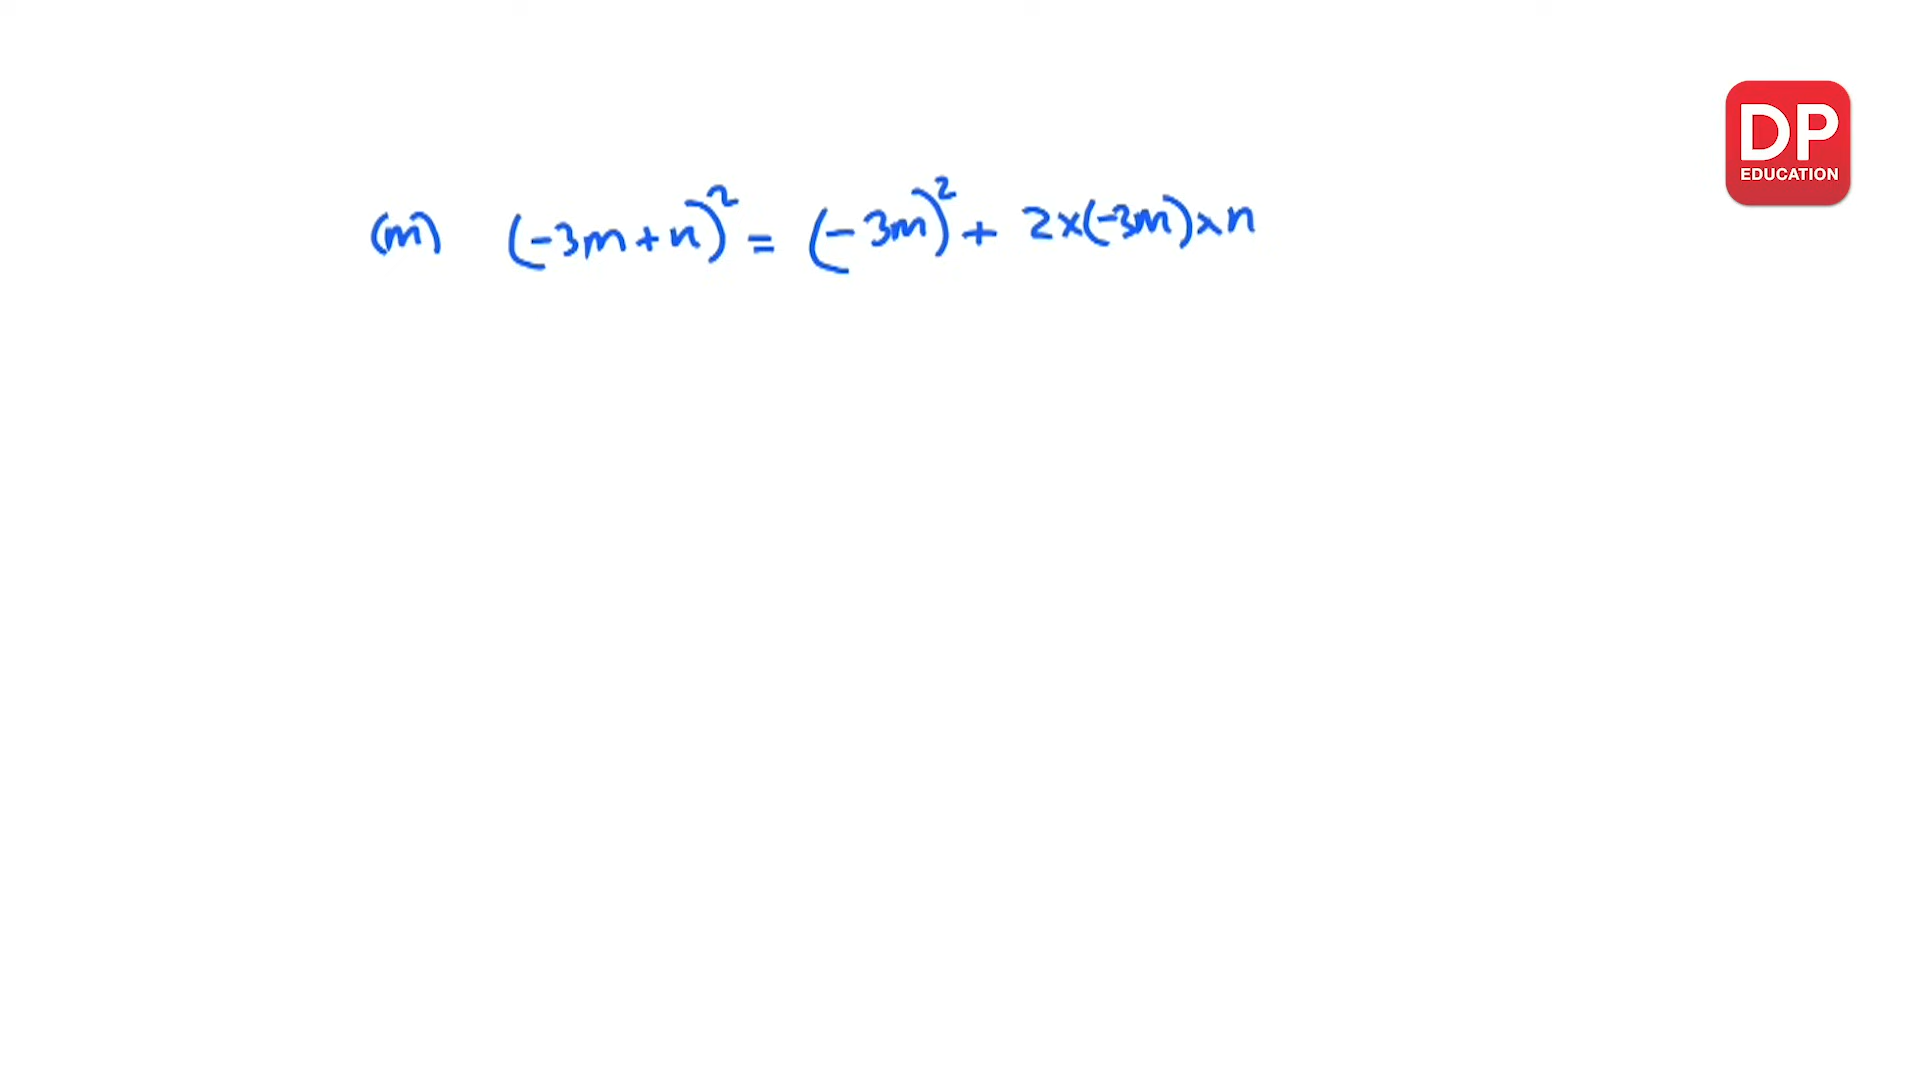 DP
EDUCATION
(m) (-3m+n)² = (-3m)² + 2x(-3m)xn